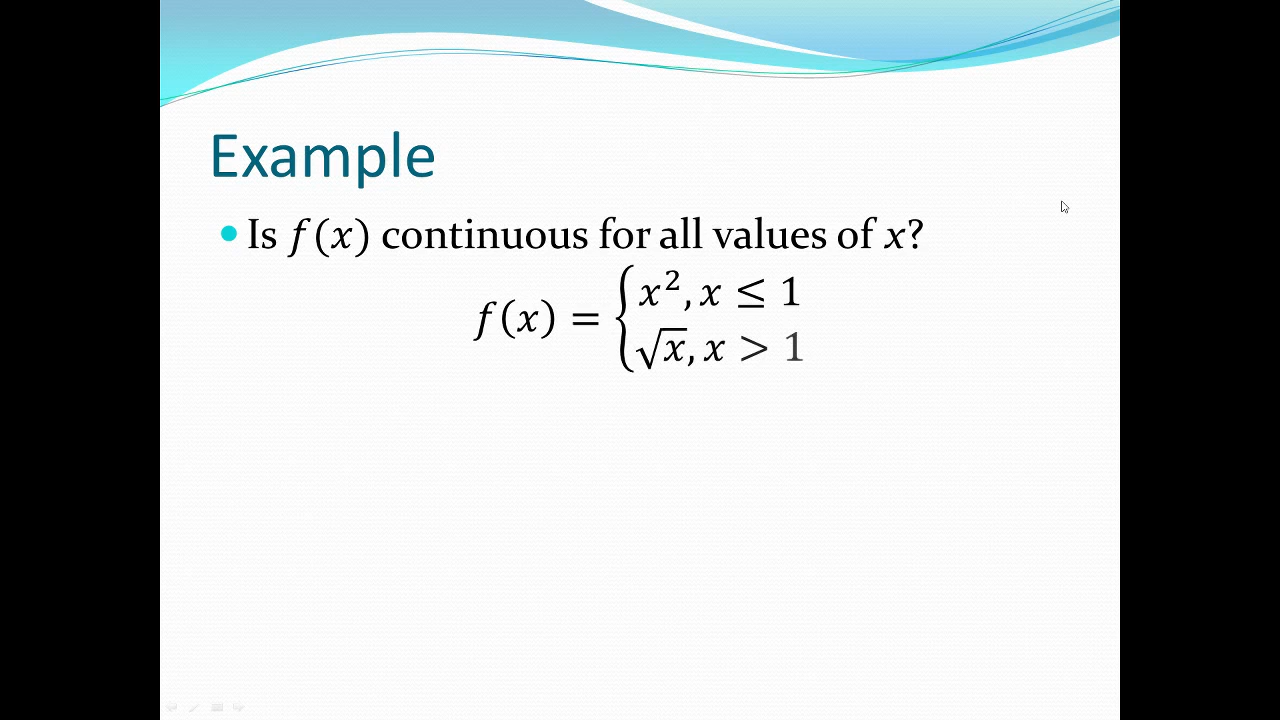 Example
• Is f(x) continuous for all values of x?
f(x) = { x², x ≤ 1
√x, x > 1